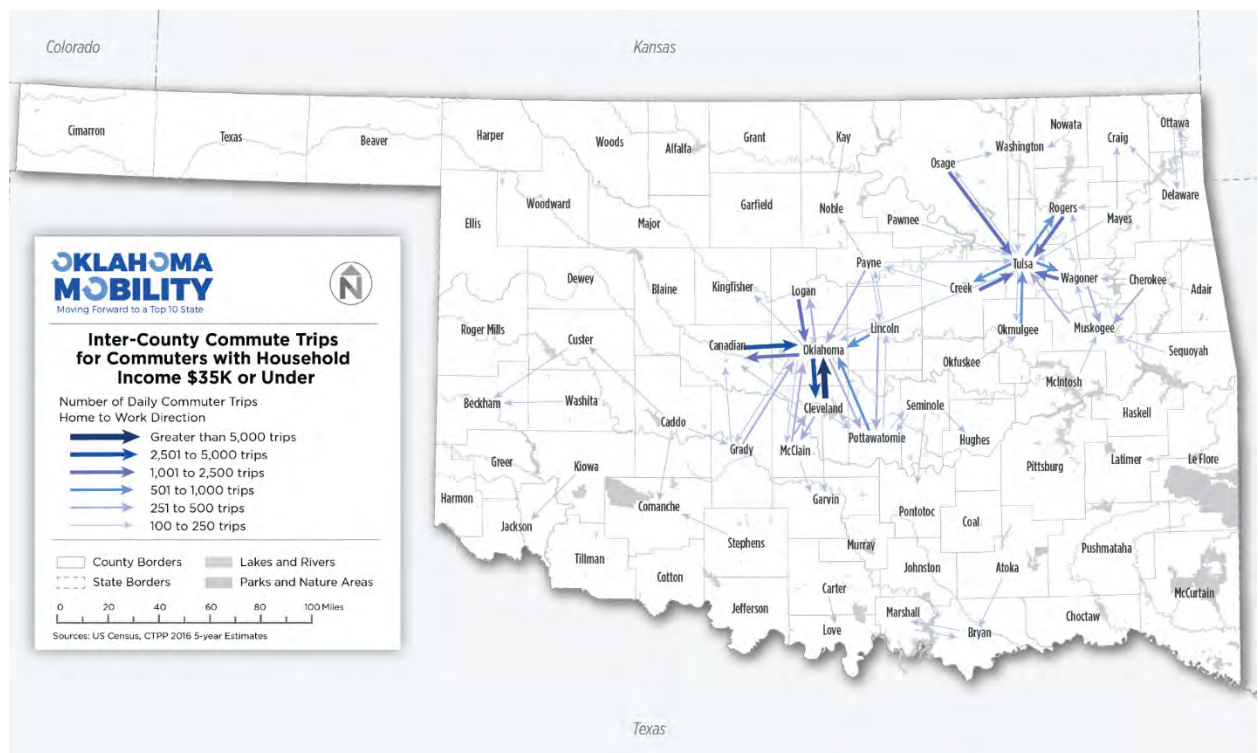 Colorado
Kansas
Cimarron
Texas
Beaver
Harper
Woods
Alfalfa
Grant
Kay
Nowata
Craig
Ottawa
Washington
Osage
Delaware
Ellis
Woodward
Major
Garfield
Noble
Pawnee
Rogers
Mayes
Tulsa
Payne
Creek
Wagoner
Cherokee
Adair
Dewey
Blaine
Kingfisher
Logan
Lincoln
Okmulgee
Muskogee
Roger Mills
Custer
Canadian
Oklahoma
Okfuskee
Sequoyah
McIntosh
Beckham
Washita
Cleveland
Seminole
Haskell
Caddo
Grady
McClain
Pottawatomie
Hughes
Pittsburg
Latimer
Le Flore
Greer
Kiowa
Harmon
Jackson
Comanche
Garvin
Pontotoc
Coal
Stephens
Murray
Johnston
Atoka
Pushmataha
Tillman
Cotton
McCurtain
Jefferson
Carter
Love
Marshall
Bryan
Choctaw
Texas
OKLAHOMA
MOBILITY
Moving Forward to a Top 10 State
N
Inter-County Commute Trips
for Commuters with Household
Income $35K or Under
Number of Daily Commuter Trips
Home to Work Direction
Greater than 5,000 trips
2,501 to 5,000 trips
1,001 to 2,500 trips
501 to 1,000 trips
251 to 500 trips
100 to 250 trips
County Borders
Lakes and Rivers
State Borders
Parks and Nature Areas
0 20 40 60 80 100 Miles
Sources: US Census, CTPP 2016 5-year Estimates